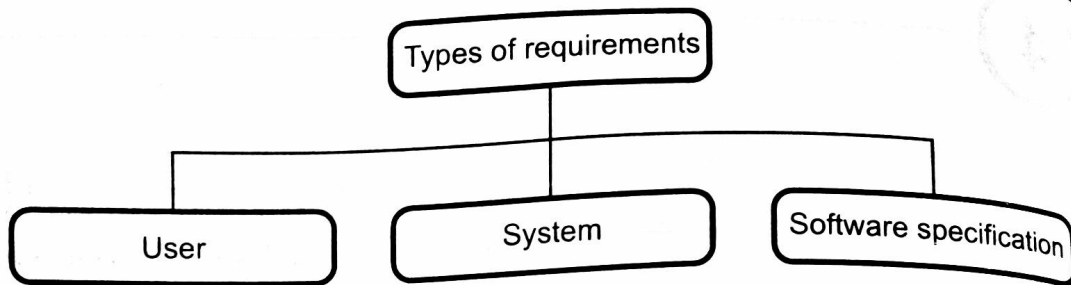 Types of requirements
User
System
Software specification